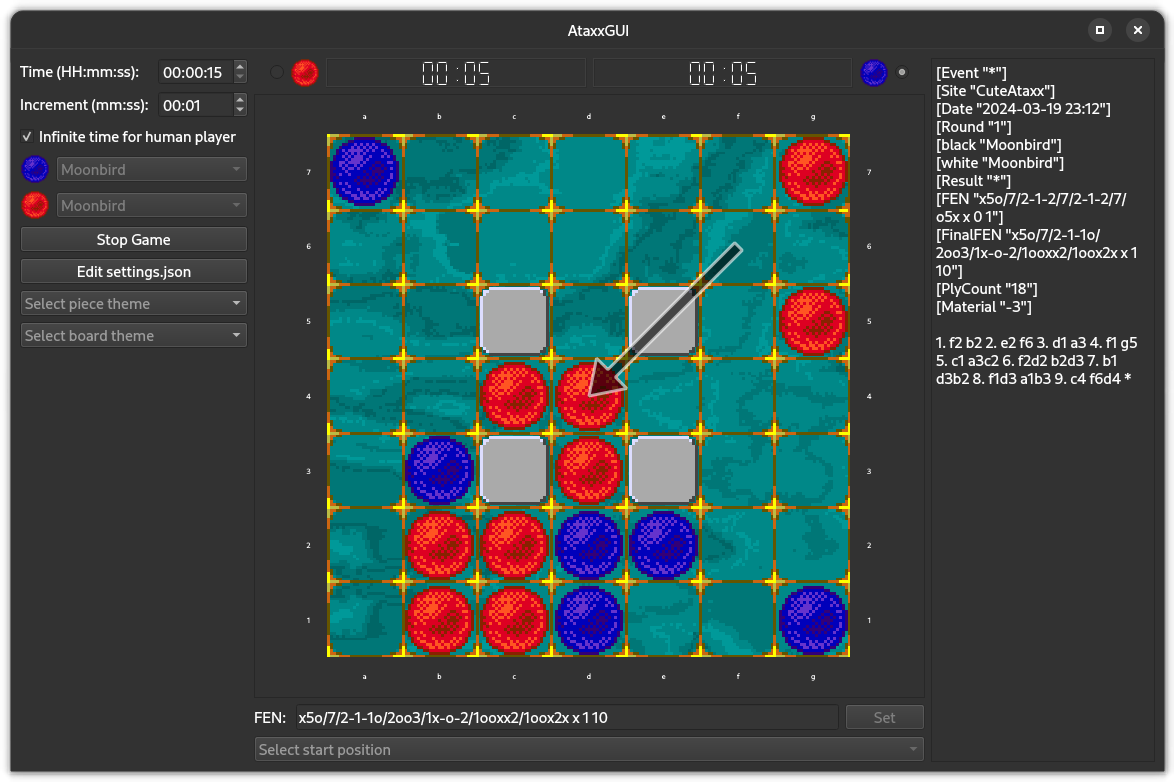 AtaxxGUI
Time (HH:mm:ss): 00:00:15
Increment (mm:ss): 00:01
Infinite time for human player
Moonbird
Moonbird
Stop Game
Edit settings.json
Select piece theme
Select board theme
00:05 00:05
a b c d e f g
7 7
6 6
5 5
4 4
3 3
2 2
1 1
a b c d e f g
FEN: x5o/7/2-1-1o/2oo3/1x-o-2/1ooxx2/1oox2x x 1 10 Set
Select start position
[Event "*"]
[Site "CuteAtaxx"]
[Date "2024-03-19 23:12"]
[Round "1"]
[black "Moonbird"]
[white "Moonbird"]
[Result "*"]
[FEN "x5o/7/2-1-2/7/2-1-2/7/
o5x x 0 1"]
[FinalFEN "x5o/7/2-1-1o/
2oo3/1x-o-2/1ooxx2/1oox2x x 1
10"]
[PlyCount "18"]
[Material "-3"]
1. f2 b2 2. e2 f6 3. d1 a3 4. f1 g5
5. c1 a3c2 6. f2d2 b2d3 7. b1
d3b2 8. f1d3 a1b3 9. c4 f6d4 *